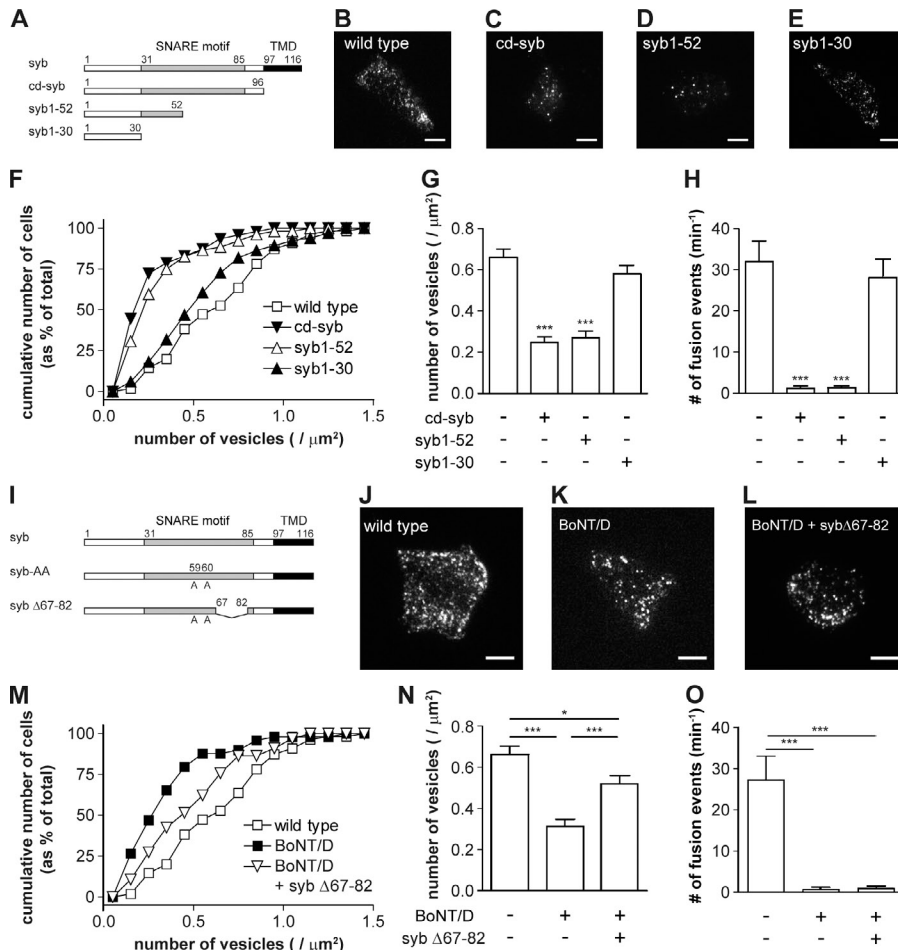 A
SNARE motif TMD
syb 1 31 85 97 116
cd-syb 1 96
syb1-52 1 52
syb1-30 1 30
B
wild type
C
cd-syb
D
syb1-52
E
syb1-30
F
cumulative number of cells
(as % of total)
100
75
50
25
0
0.0 0.5 1.0 1.5
number of vesicles ( / μm²)
wild type
cd-syb
syb1-52
syb1-30
G
number of vesicles ( / μm²)
0.8
0.6
0.4
0.2
0.0
*** ***
cd-syb - + - -
syb1-52 - - + -
syb1-30 - - - +
H
# of fusion events (min⁻¹)
40
30
20
10
0
*** ***
- + - -
- - + -
- - - +
I
SNARE motif TMD
syb 1 31 85 97 116
syb-AA 5960
A A
syb Δ67-82 67 82
A A
J
wild type
K
BoNT/D
L
BoNT/D + sybΔ67-82
M
cumulative number of cells
(as % of total)
100
75
50
25
0
0.0 0.5 1.0 1.5
number of vesicles ( / μm²)
wild type
BoNT/D
BoNT/D
+ syb Δ67-82
N
number of vesicles ( / μm²)
0.8
0.6
0.4
0.2
0.0
*
*** ***
BoNT/D - + +
syb Δ67-82 - - +
O
# of fusion events (min⁻¹)
40
30
20
10
0
***
***
- + +
- - +